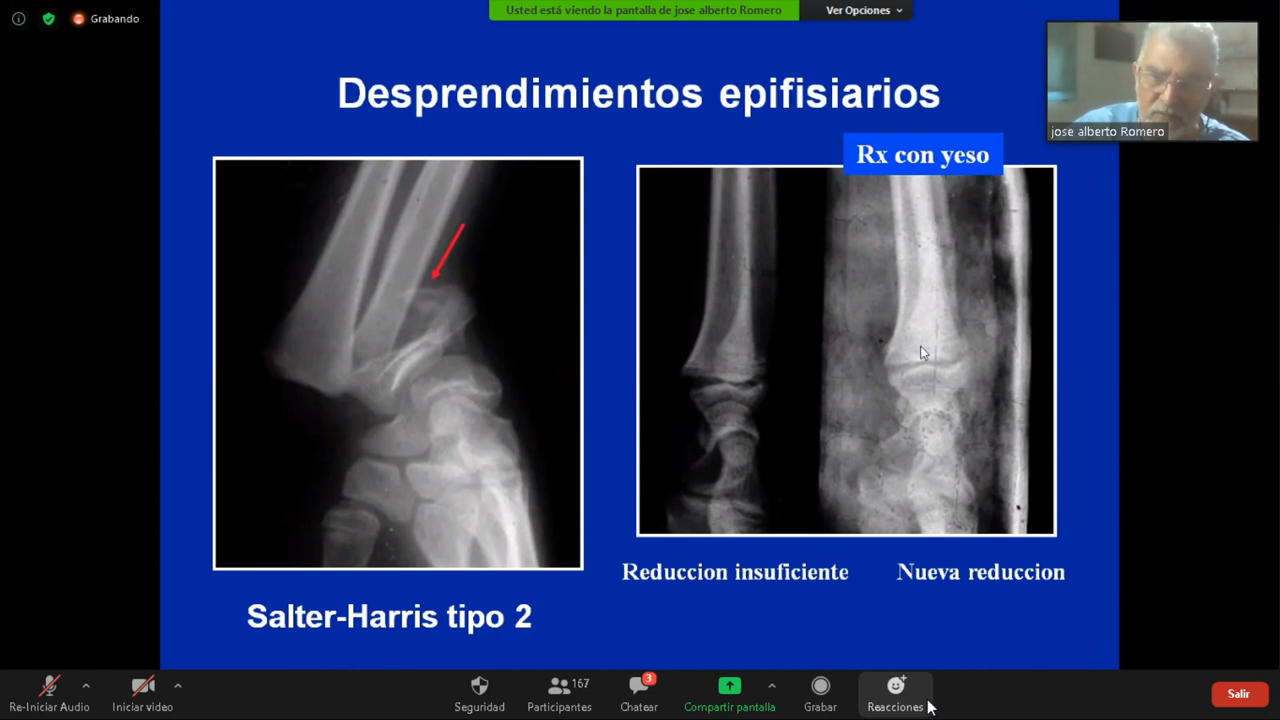 Grabando
Usted está viendo la pantalla de jose alberto Romero
Ver Opciones
Desprendimientos epifisiarios
jose alberto Romero
Rx con yeso
Reduccion insuficiente
Nueva reduccion
Salter-Harris tipo 2
Re-Iniciar Audio
Iniciar video
Seguridad
167
Participantes
3
Chatear
Compartir pantalla
Grabar
Reacciones
Salir